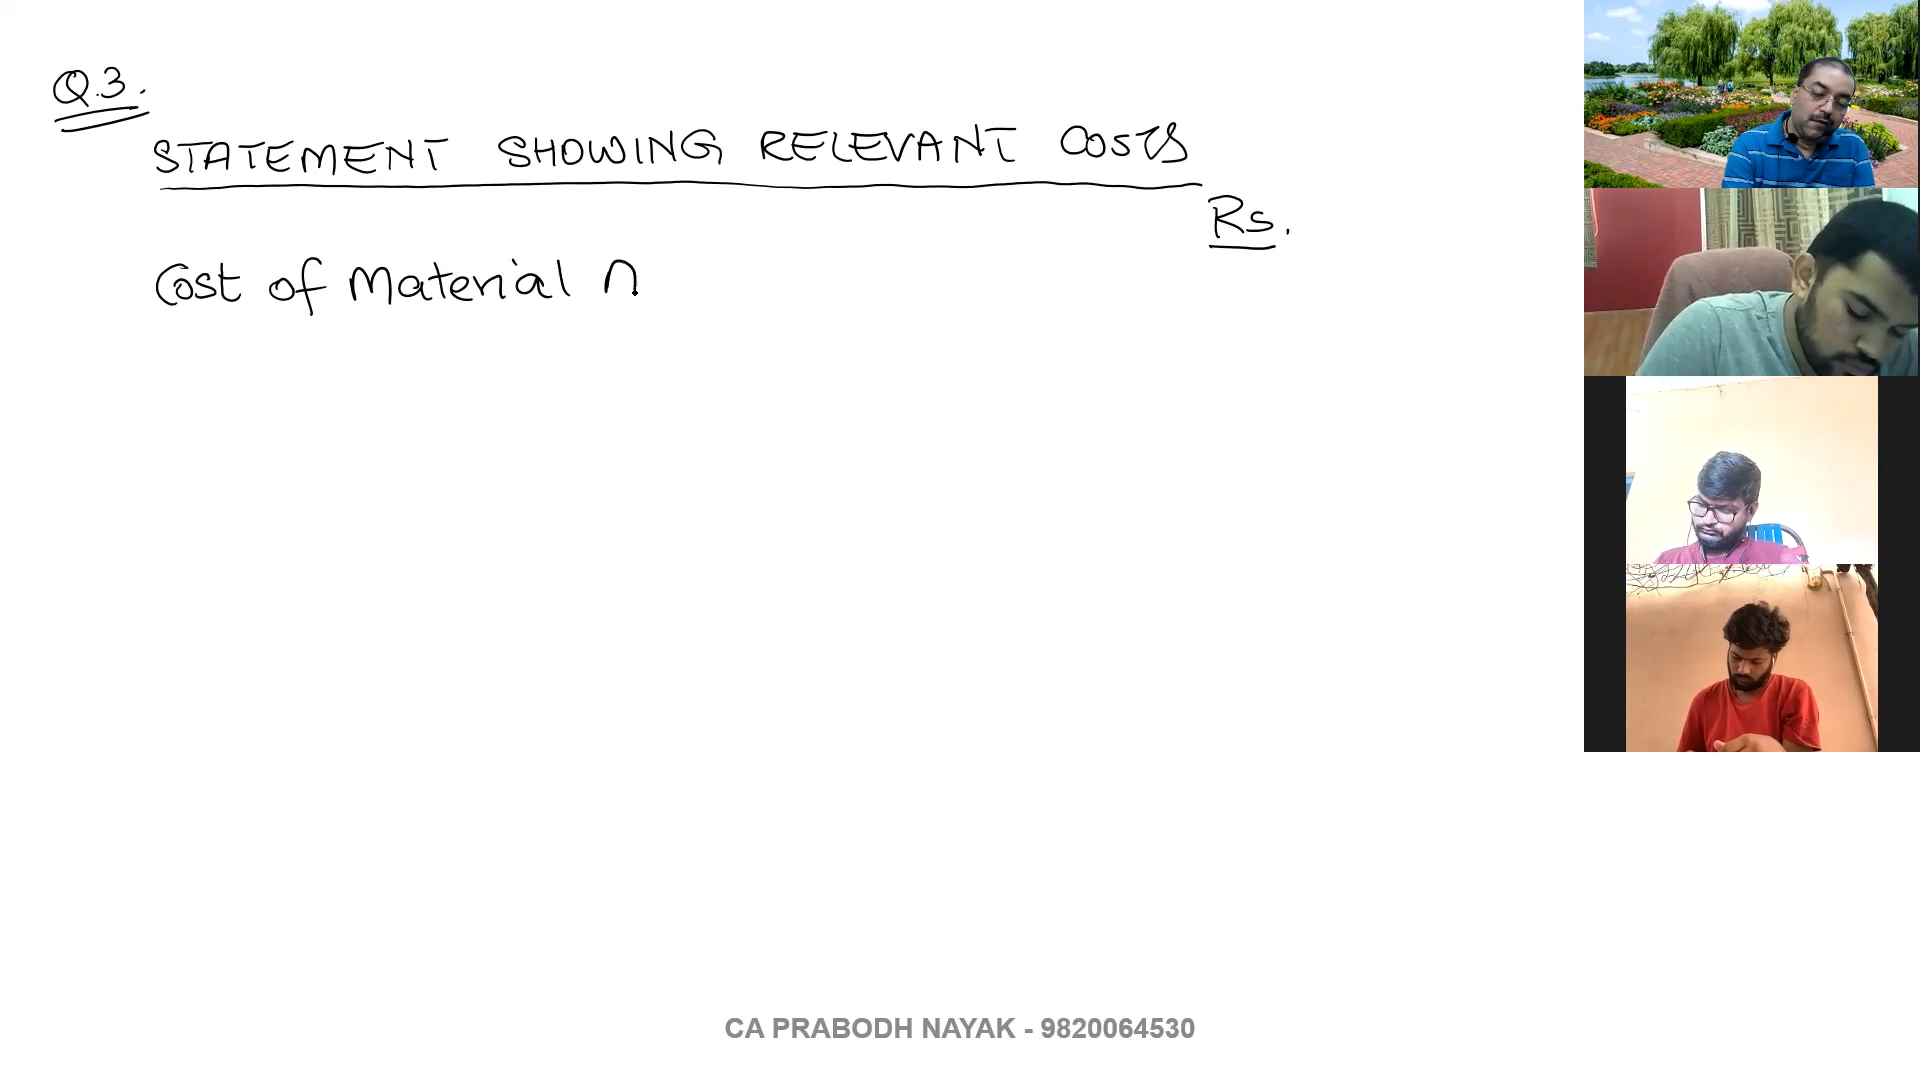 Q.3.
STATEMENT SHOWING RELEVANT COSTS
Rs.
Cost of Material
CA PRABODH NAYAK - 9820064530